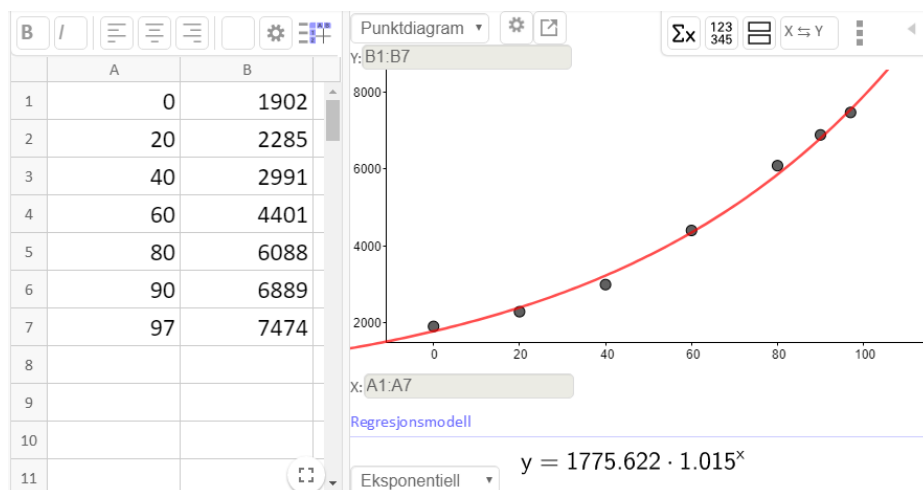 B I
Punktdiagram
Σx 123 345 X ⇆ Y
Y: B1:B7
A B
1 0 1902
2 20 2285
3 40 2991
4 60 4401
5 80 6088
6 90 6889
7 97 7474
8
9
10
11
8000
6000
4000
2000
0 20 40 60 80 100
X: A1:A7
Regresjonsmodell
Eksponentiell
y = 1775.622 · 1.015ˣ